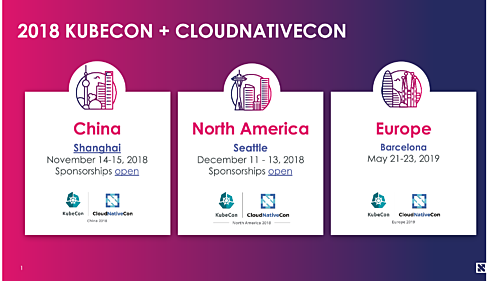 2018 KUBECON + CLOUDNATIVECON
China
Shanghai
November 14-15, 2018
Sponsorships open
KubeCon
CloudNativeCon
China 2018
North America
Seattle
December 11 - 13, 2018
Sponsorships open
KubeCon
CloudNativeCon
North America 2018
Europe
Barcelona
May 21-23, 2019
KubeCon
CloudNativeCon
Europe 2018
1